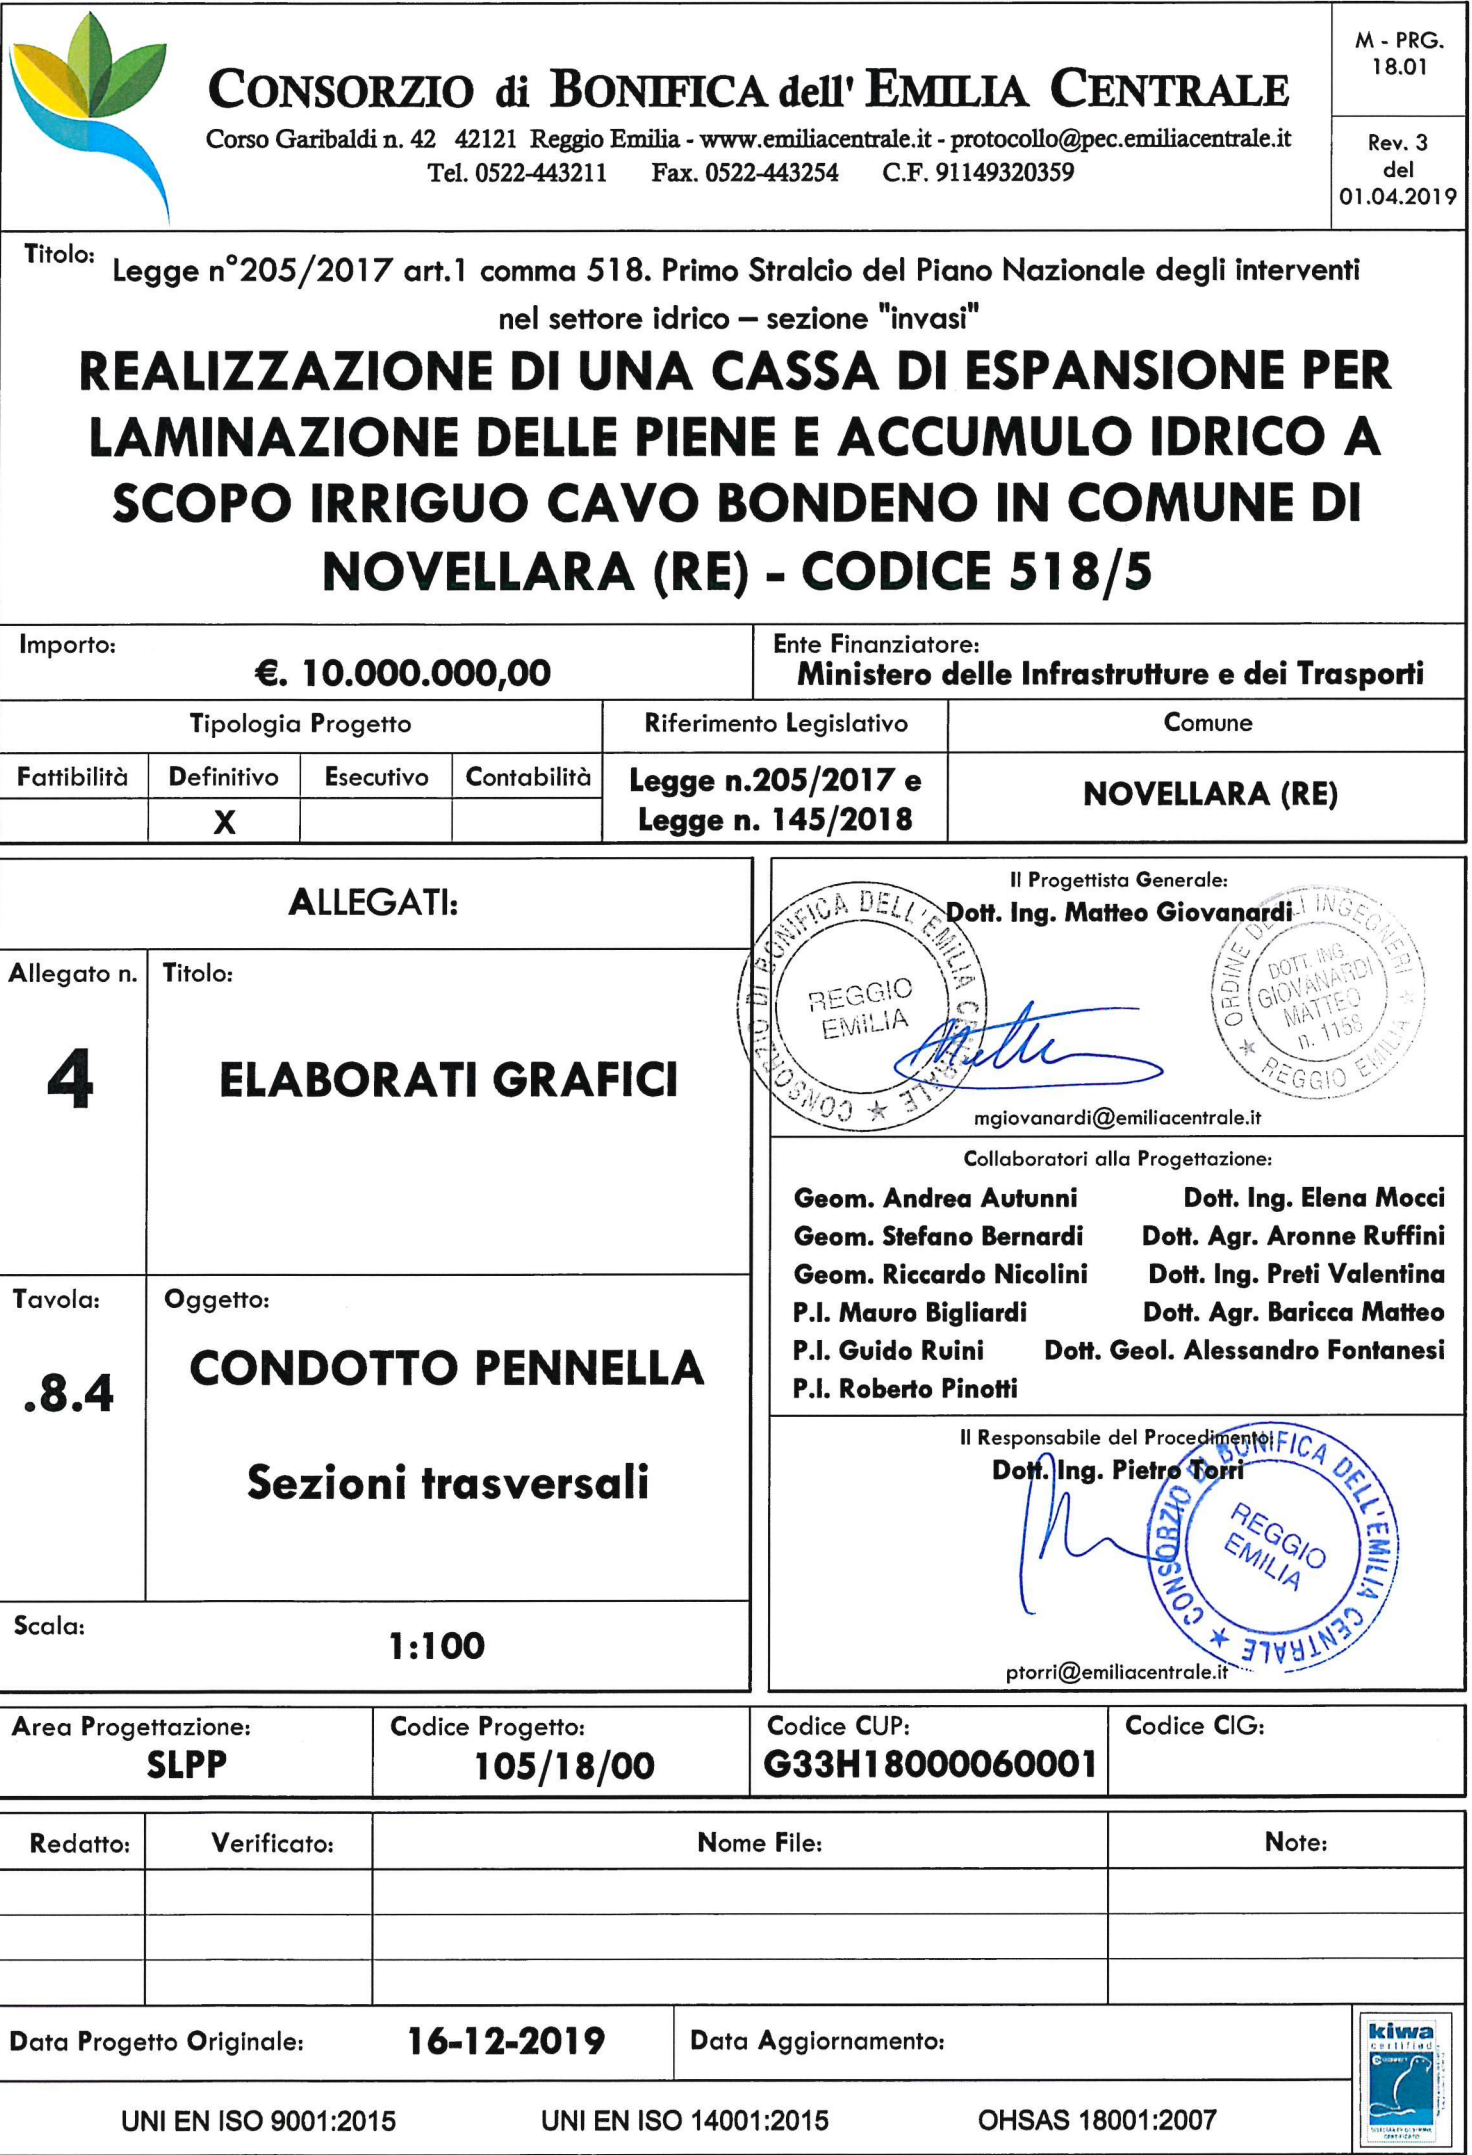 CONSORZIO di BONIFICA dell' EMILIA CENTRALE
Corso Garibaldi n. 42 42121 Reggio Emilia - www.emiliacentrale.it - protocollo@pec.emiliacentrale.it
Tel. 0522-443211 Fax. 0522-443254 C.F. 91149320359
M - PRG.
18.01
Rev. 3
del
01.04.2019
Titolo:
Legge n°205/2017 art.1 comma 518. Primo Stralcio del Piano Nazionale degli interventi
nel settore idrico – sezione "invasi"
REALIZZAZIONE DI UNA CASSA DI ESPANSIONE PER
LAMINAZIONE DELLE PIENE E ACCUMULO IDRICO A
SCOPO IRRIGUO CAVO BONDENO IN COMUNE DI
NOVELLARA (RE) - CODICE 518/5
Importo:
€. 10.000.000,00
Ente Finanziatore:
Ministero delle Infrastrutture e dei Trasporti
Tipologia Progetto
Riferimento Legislativo
Comune
Fattibilità Definitivo Esecutivo Contabilità
X
Legge n.205/2017 e
Legge n. 145/2018
NOVELLARA (RE)
ALLEGATI:
Allegato n.
4
Titolo:
ELABORATI GRAFICI
Tavola:
.8.4
Oggetto:
CONDOTTO PENNELLA
Sezioni trasversali
Scala:
1:100
Il Progettista Generale:
Dott. Ing. Matteo Giovanardi
CONSORZIO DI BONIFICA DELL'EMILIA CENTRALE
REGGIO
EMILIA
ORDINE DEGLI INGEGNERI
DOTT. ING.
GIOVANARDI
MATTEO
n. 1158
REGGIO EMILIA
mgiovanardi@emiliacentrale.it
Collaboratori alla Progettazione:
Geom. Andrea Autunni Dott. Ing. Elena Mocci
Geom. Stefano Bernardi Dott. Agr. Aronne Ruffini
Geom. Riccardo Nicolini Dott. Ing. Preti Valentina
P.I. Mauro Bigliardi Dott. Agr. Baricca Matteo
P.I. Guido Ruini Dott. Geol. Alessandro Fontanesi
P.I. Roberto Pinotti
Il Responsabile del Procedimento:
Dott. Ing. Pietro Torri
CONSORZIO DI BONIFICA DELL'EMILIA CENTRALE
REGGIO
EMILIA
ptorri@emiliacentrale.it
Area Progettazione:
SLPP
Codice Progetto:
105/18/00
Codice CUP:
G33H18000060001
Codice CIG:
Redatto: Verificato: Nome File: Note:
Data Progetto Originale: 16-12-2019 Data Aggiornamento:
UNI EN ISO 9001:2015 UNI EN ISO 14001:2015 OHSAS 18001:2007
kiwa
certified